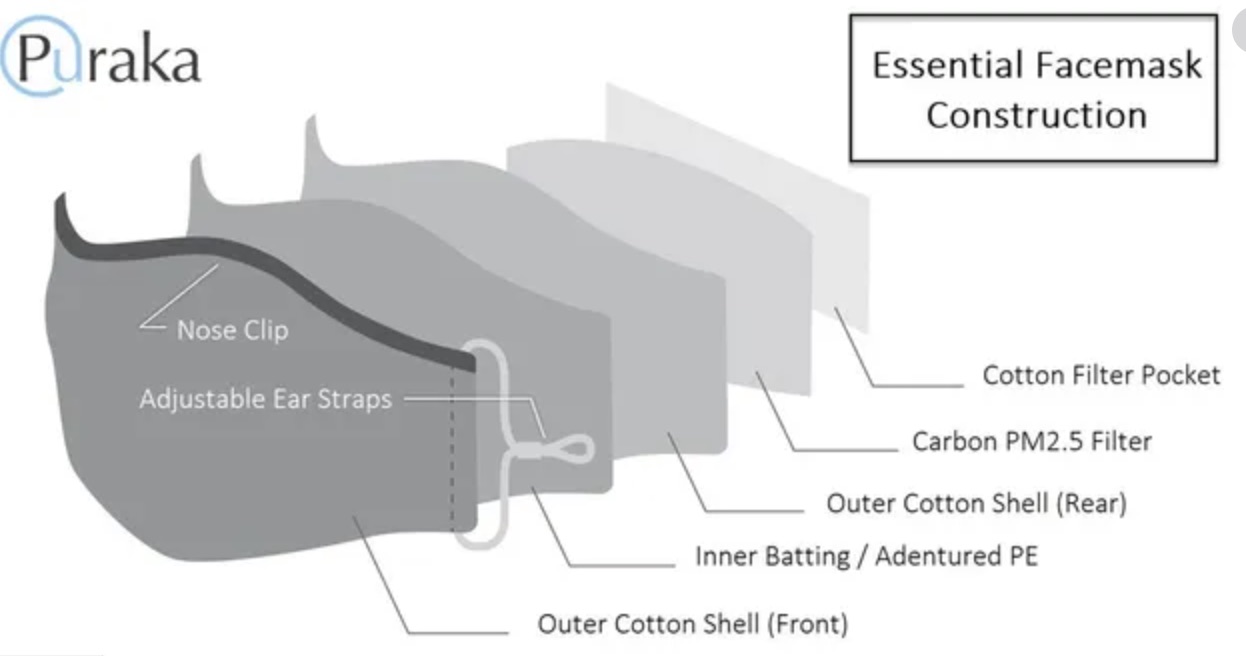 Puraka
Essential Facemask
Construction
Nose Clip
Adjustable Ear Straps
Cotton Filter Pocket
Carbon PM2.5 Filter
Outer Cotton Shell (Rear)
Inner Batting / Adentured PE
Outer Cotton Shell (Front)